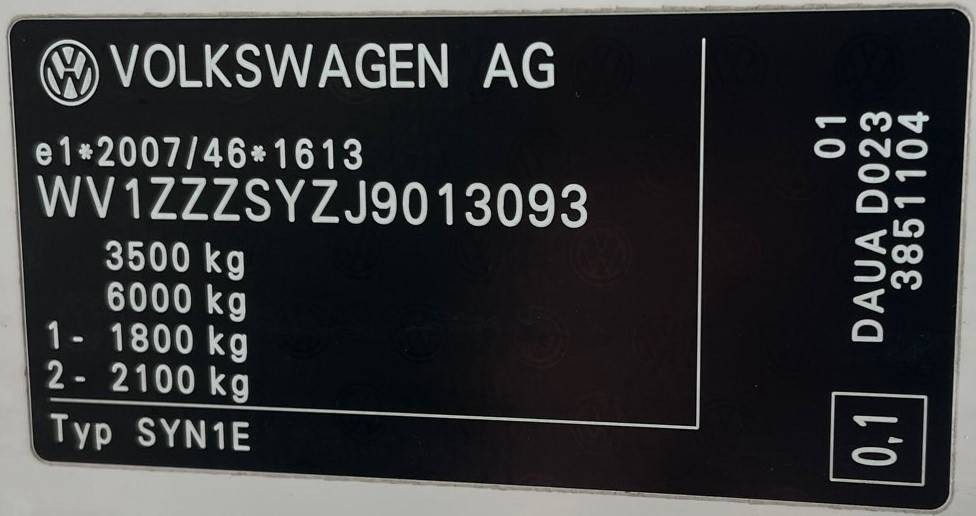 VOLKSWAGEN AG
e1*2007/46*1613
WV1ZZZSYZJ9013093
3500 kg
6000 kg
1- 1800 kg
2- 2100 kg
Typ SYN1E
01
DAUA D023
38511104
0,1